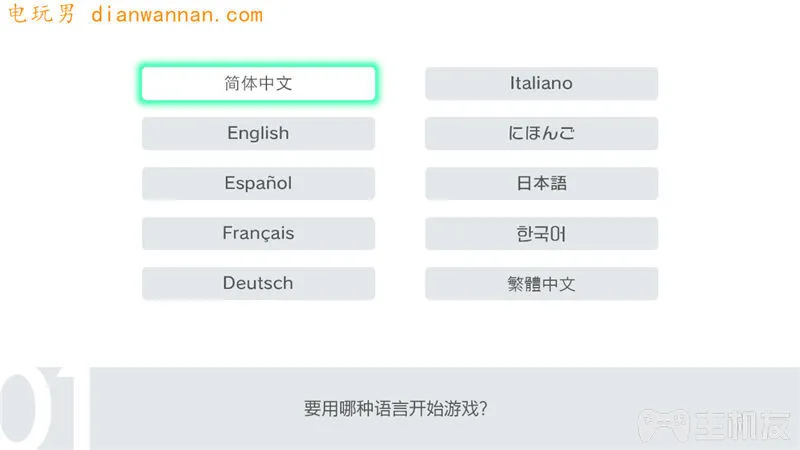 电玩男 dianwannan.com
简体中文
Italiano
English
にほんご
Español
日本語
Français
한국어
Deutsch
繁體中文
01
要用哪种语言开始游戏?
主机友